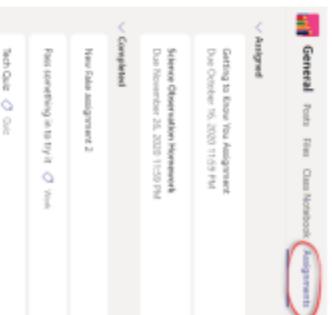 General Posts Files Class Notebook Assignments
Assigned
Getting to Know You Assignment
Due October 16, 2020 11:59 PM
Science Observation Homework
Due November 26, 2020 11:59 PM
Completed
New Fake assignment 2
Pass something in to try it Week
Tech Quiz Quiz